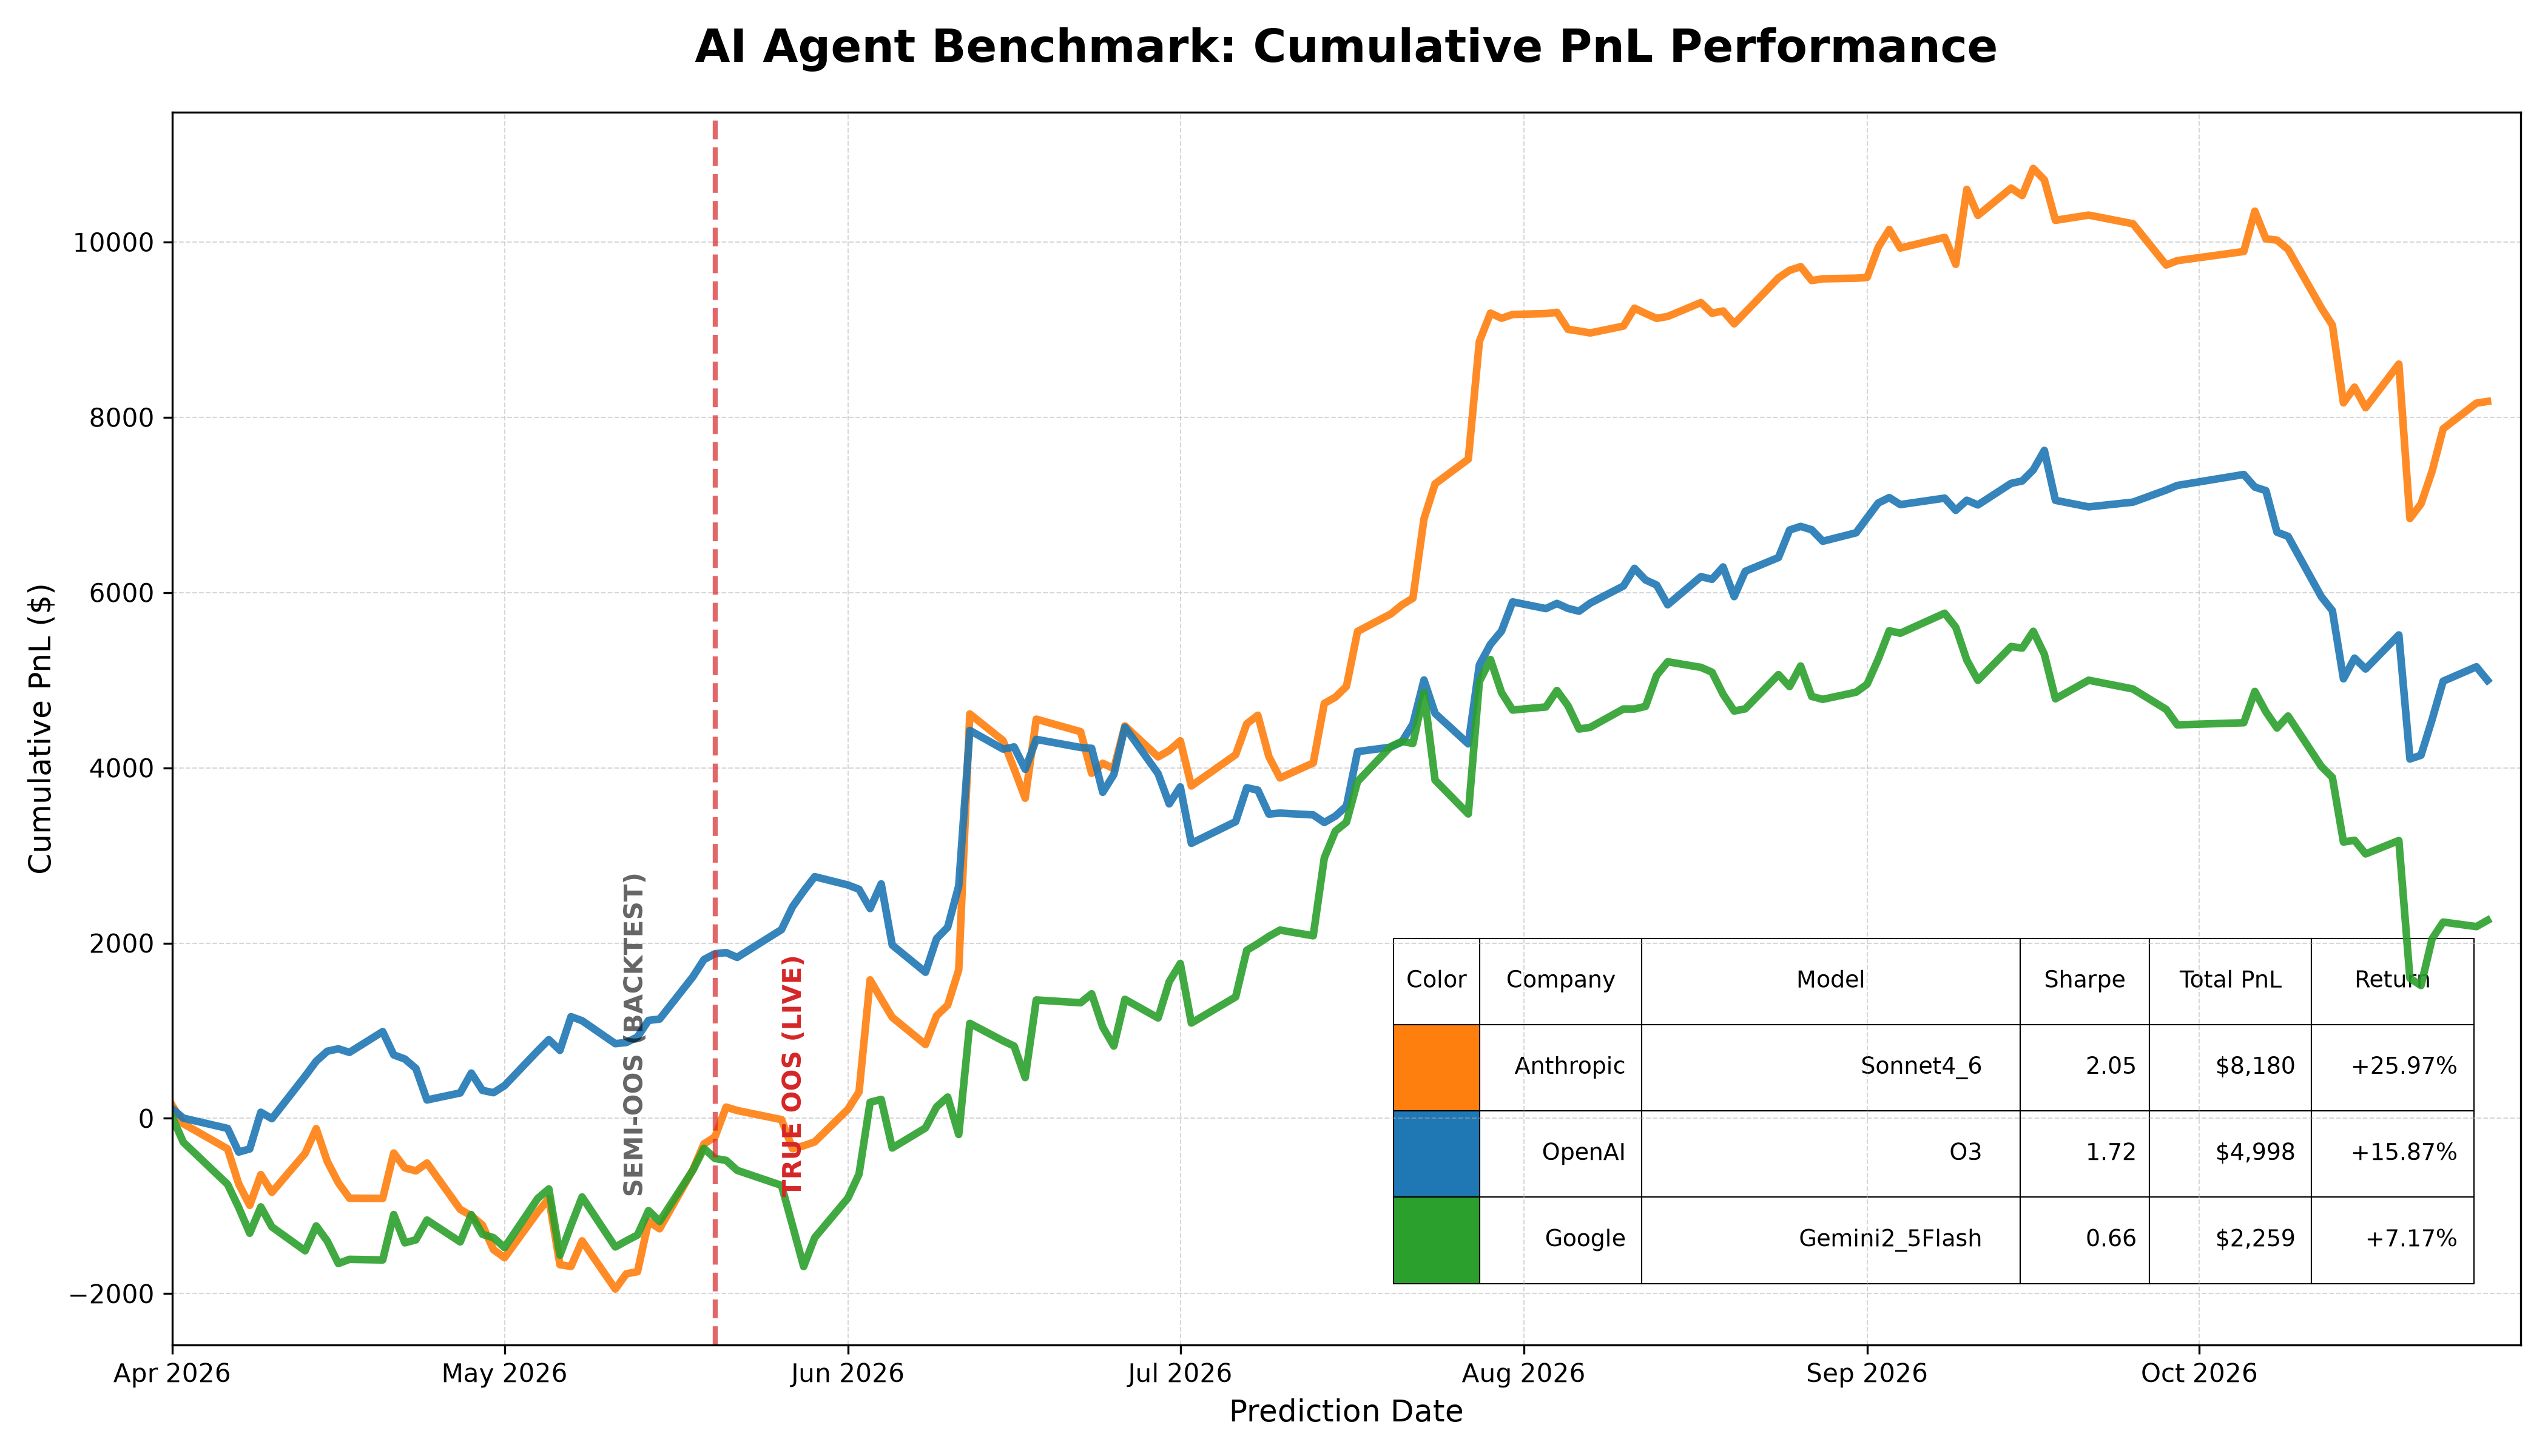 AI Agent Benchmark: Cumulative PnL Performance
Cumulative PnL ($)
10000
8000
6000
4000
2000
0
−2000
SEMI-OOS (BACKTEST)
TRUE OOS (LIVE)
Color Company Model Sharpe Total PnL Return
Anthropic Sonnet4_6 2.05 $8,180 +25.97%
OpenAI O3 1.72 $4,998 +15.87%
Google Gemini2_5Flash 0.66 $2,259 +7.17%
Apr 2026 May 2026 Jun 2026 Jul 2026 Aug 2026 Sep 2026 Oct 2026
Prediction Date